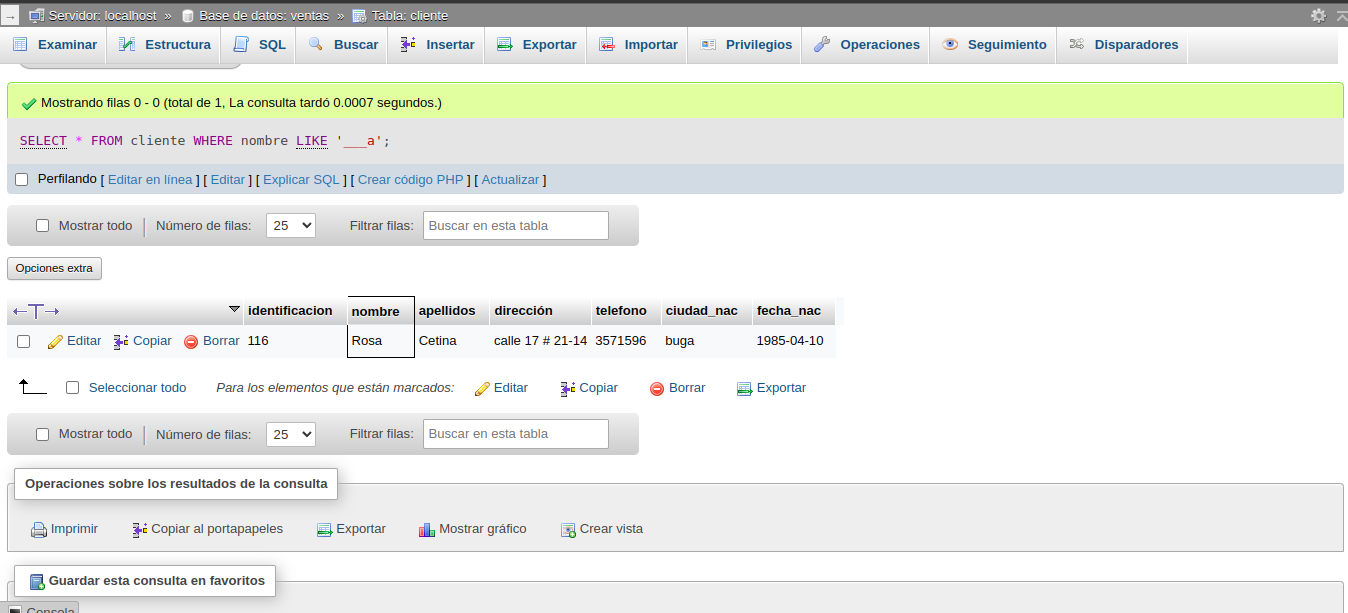 Servidor: localhost » Base de datos: ventas » Tabla: cliente
Examinar Estructura SQL Buscar Insertar Exportar Importar Privilegios Operaciones Seguimiento Disparadores
Mostrando filas 0 - 0 (total de 1, La consulta tardó 0.0007 segundos.)
SELECT * FROM cliente WHERE nombre LIKE '___a';
Perfilando [ Editar en línea ] [ Editar ] [ Explicar SQL ] [ Crear código PHP ] [ Actualizar ]
Mostrar todo Número de filas: 25 Filtrar filas: Buscar en esta tabla
Opciones extra
identificacion nombre apellidos dirección telefono ciudad_nac fecha_nac
Editar Copiar Borrar 116 Rosa Cetina calle 17 # 21-14 3571596 buga 1985-04-10
Seleccionar todo Para los elementos que están marcados: Editar Copiar Borrar Exportar
Mostrar todo Número de filas: 25 Filtrar filas: Buscar en esta tabla
Operaciones sobre los resultados de la consulta
Imprimir Copiar al portapapeles Exportar Mostrar gráfico Crear vista
Guardar esta consulta en favoritos
Consola